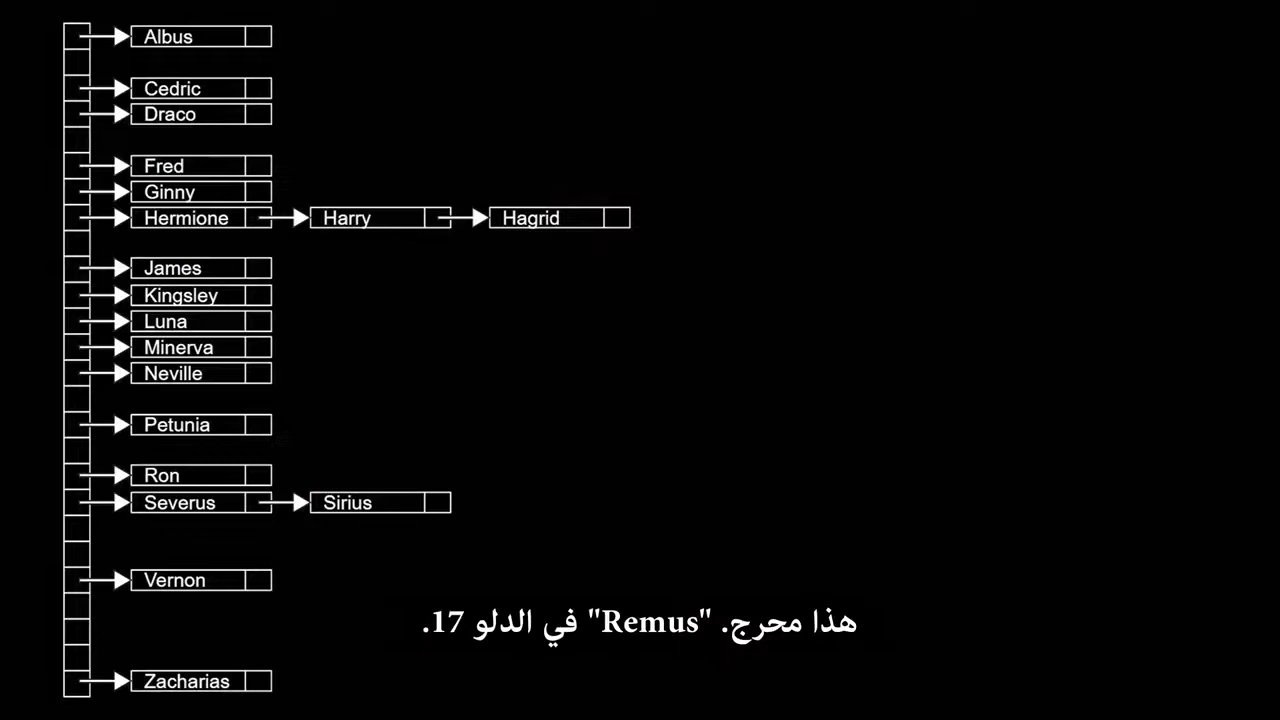 Albus
Cedric
Draco
Fred
Ginny
Hermione Harry Hagrid
James
Kingsley
Luna
Minerva
Neville
Petunia
Ron
Severus Sirius
Vernon
هذا محرج. "Remus" في الدلو 17.
Zacharias